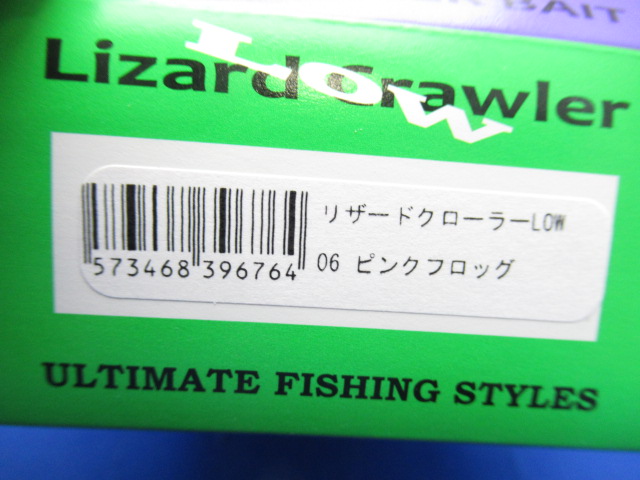 BAIT
Lizard Crawler
LOW
リザードクローラーLOW
573468 396764
06 ピンクフロッグ
ULTIMATE FISHING STYLES